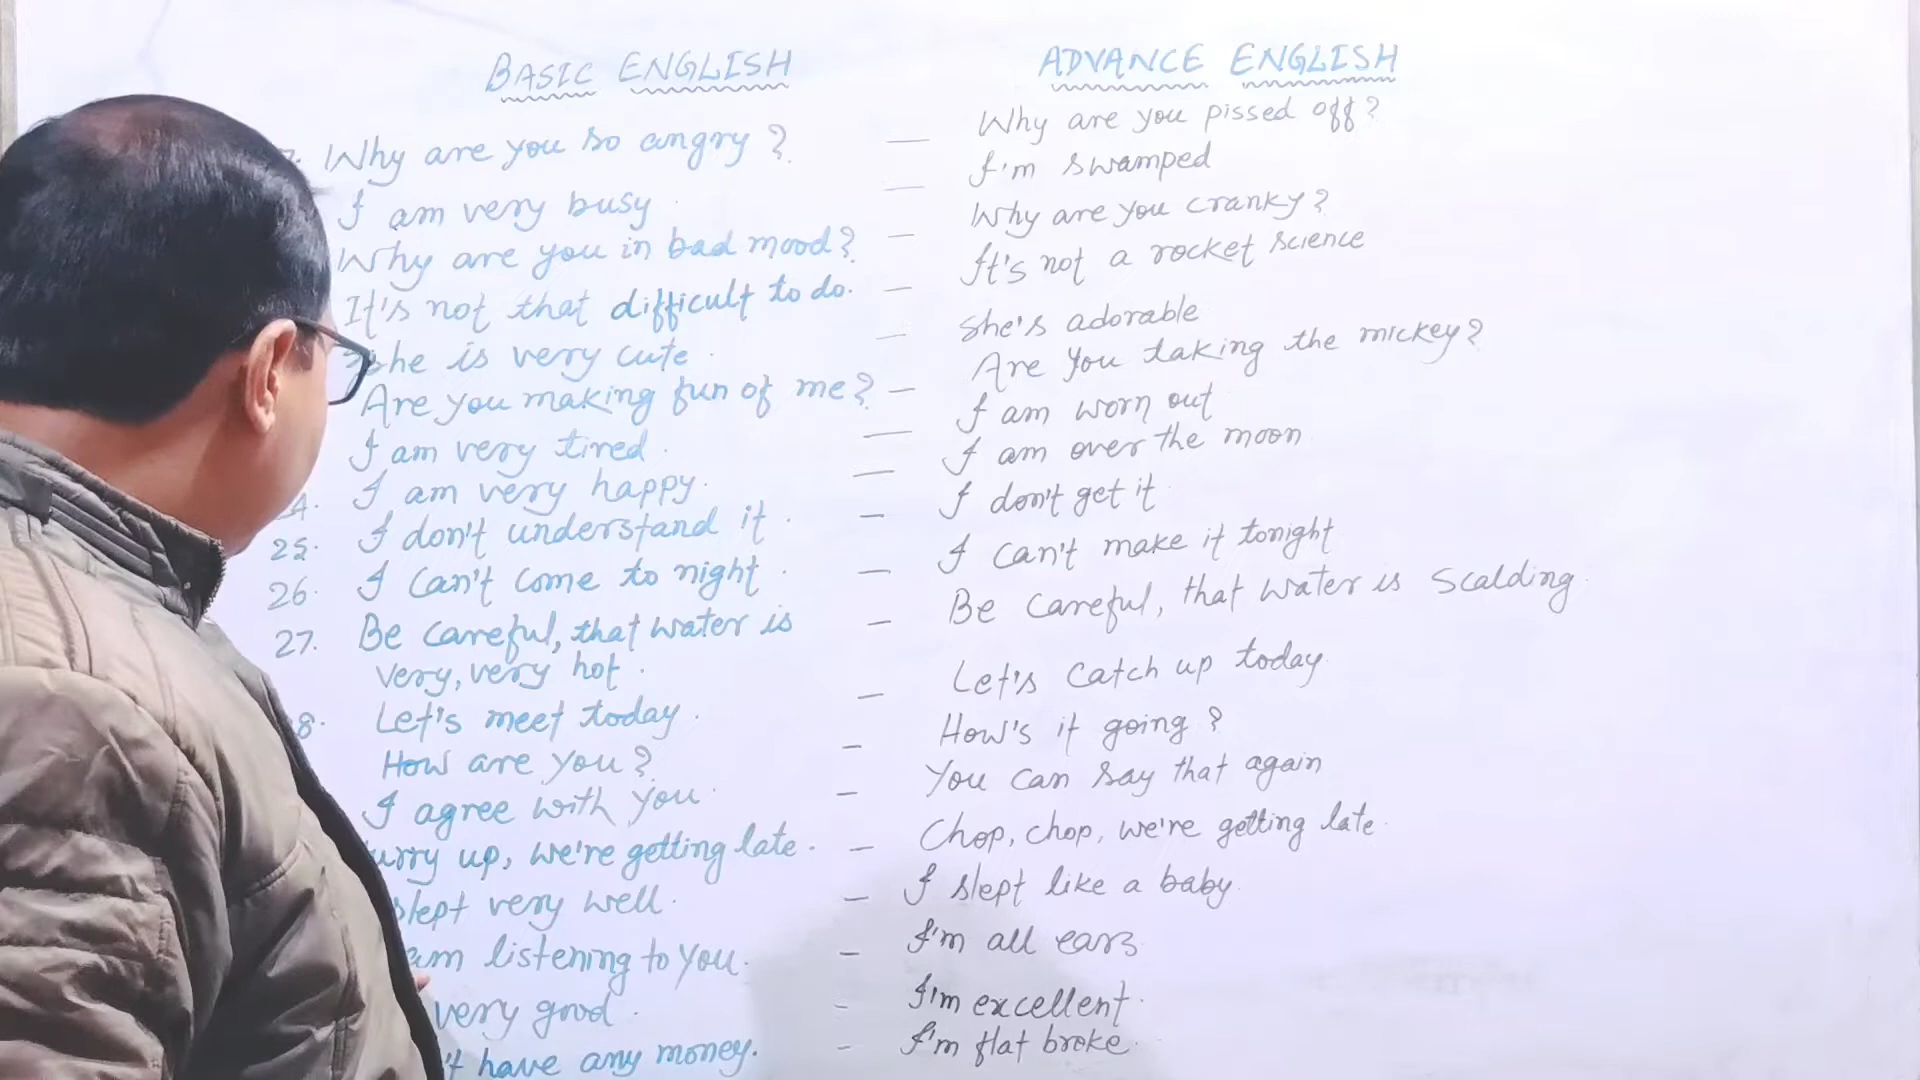 BASIC ENGLISH ADVANCE ENGLISH
Why are you so angry? — Why are you pissed off?
I am very busy. — I'm swamped
Why are you in bad mood? — Why are you cranky?
It's not that difficult to do. — It's not a rocket science
She is very cute. — She's adorable
Are you making fun of me? — Are you taking the mickey?
I am very tired. — I am worn out
I am very happy. — I am over the moon
25. I don't understand it. — I don't get it.
26. I can't come to night. — I can't make it tonight
27. Be careful, that water is — Be careful, that water is scalding.
very, very hot.
8. Let's meet today. — Let's catch up today.
How are you? — How's it going?
I agree with you. — You can say that again
urry up, we're getting late. — Chop, chop, we're getting late.
slept very well. — I slept like a baby.
am listening to you. — I'm all ears
very good. - I'm excellent.
't have any money. - I'm flat broke.